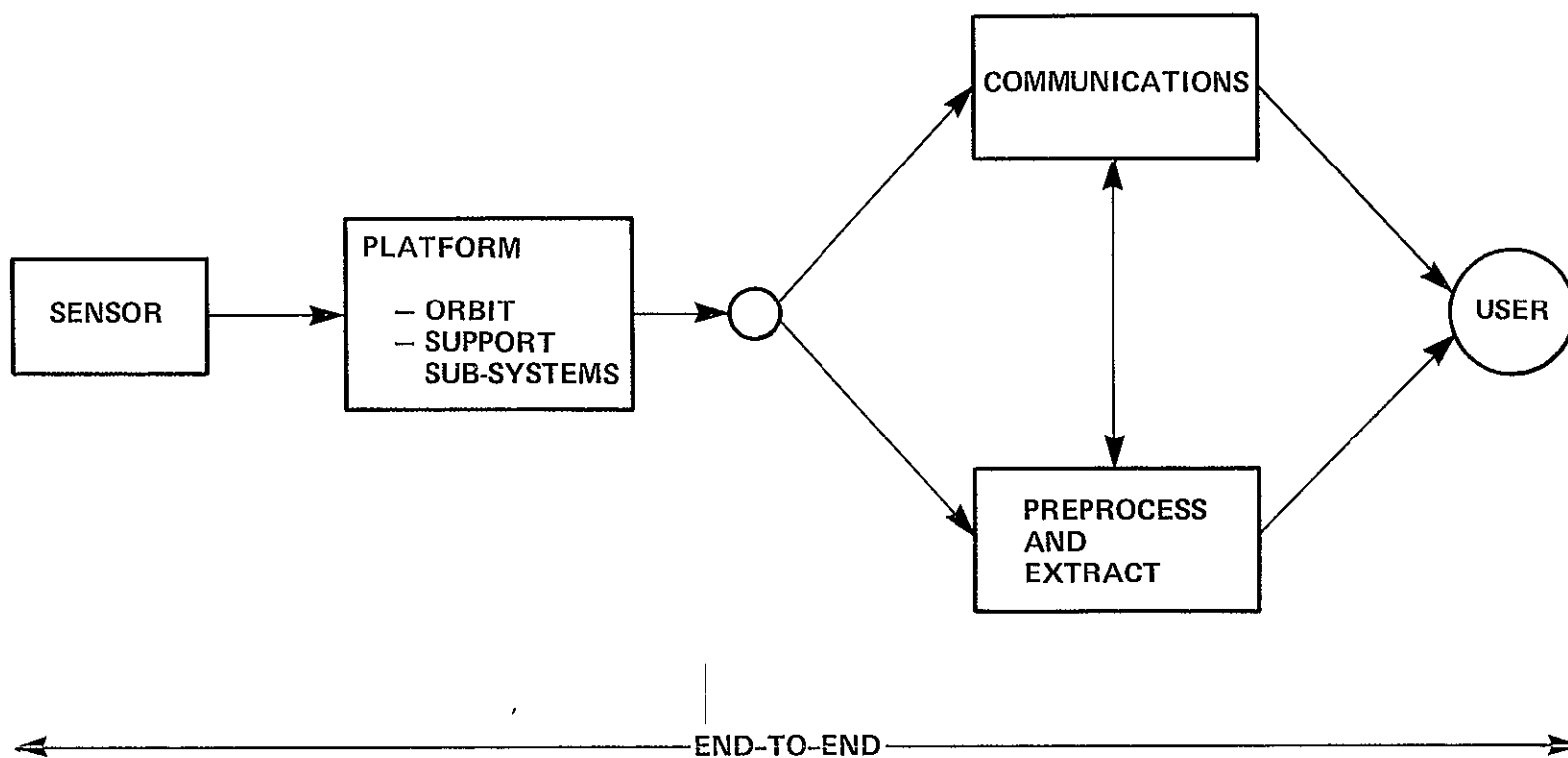 COMMUNICATIONS
PLATFORM
– ORBIT
– SUPPORT
SUB-SYSTEMS
SENSOR
USER
PREPROCESS
AND
EXTRACT
END-TO-END